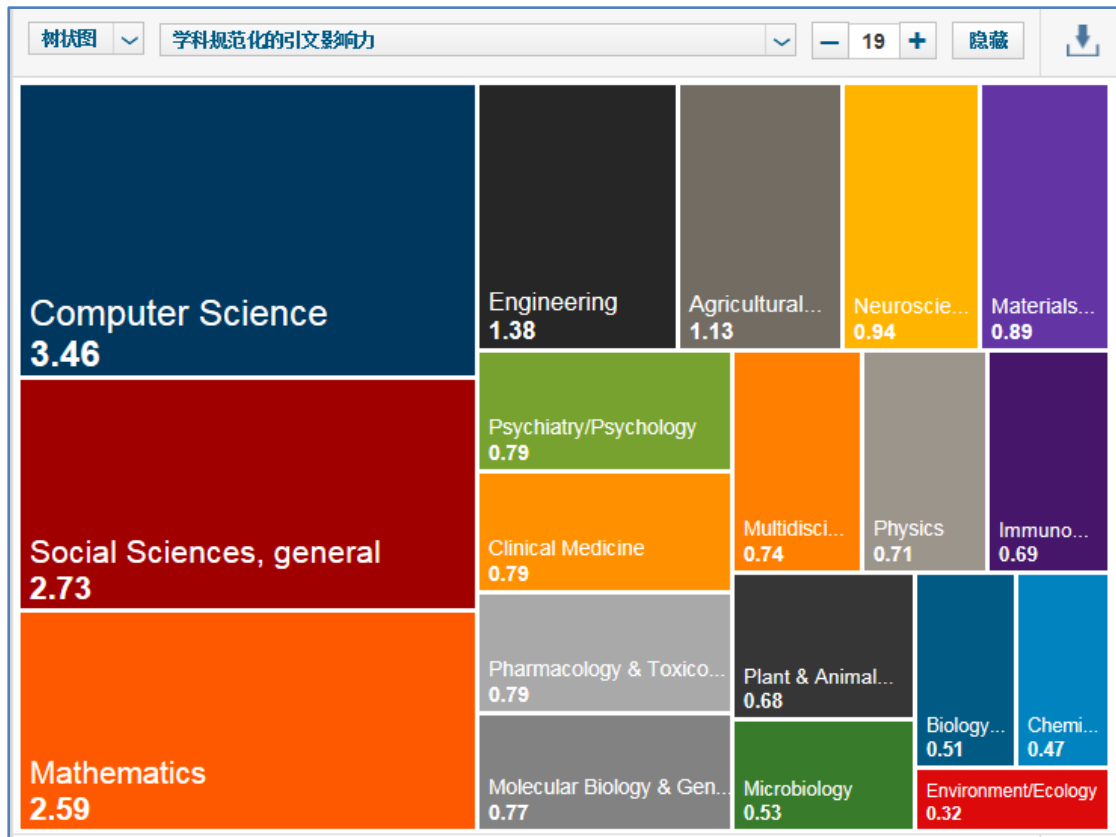 树状图
学科规范化的引文影响力
19
隐藏
Computer Science
3.46
Social Sciences, general
2.73
Mathematics
2.59
Engineering
1.38
Agricultural...
1.13
Neuroscie...
0.94
Materials...
0.89
Psychiatry/Psychology
0.79
Clinical Medicine
0.79
Pharmacology & Toxico...
0.79
Molecular Biology & Gen...
0.77
Multidisci...
0.74
Physics
0.71
Immuno...
0.69
Plant & Animal...
0.68
Microbiology
0.53
Biology...
0.51
Chemi...
0.47
Environment/Ecology
0.32